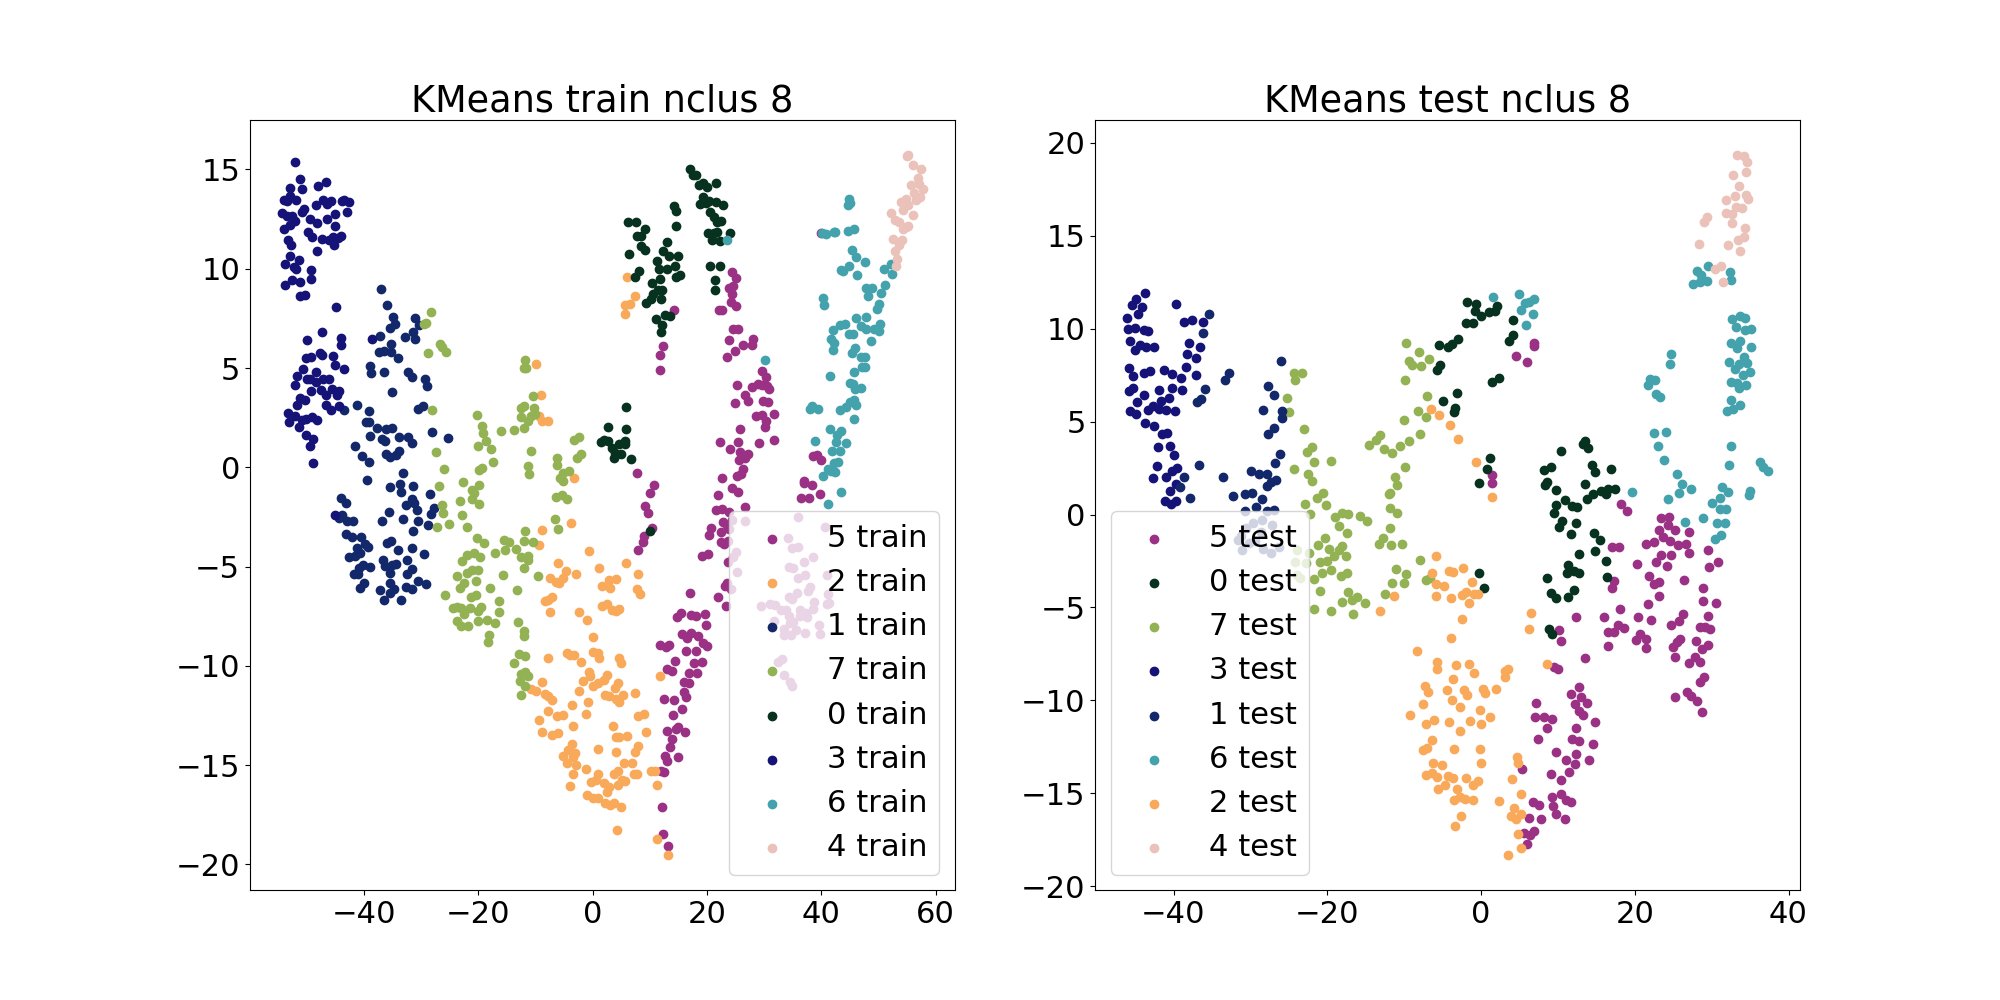 KMeans train nclus 8
15
10
5
0
−5
−10
−15
−20
−40
−20
0
20
40
60
5 train
2 train
1 train
7 train
0 train
3 train
6 train
4 train
KMeans test nclus 8
20
15
10
5
0
−5
−10
−15
−20
−40
−20
0
20
40
5 test
0 test
7 test
3 test
1 test
6 test
2 test
4 test